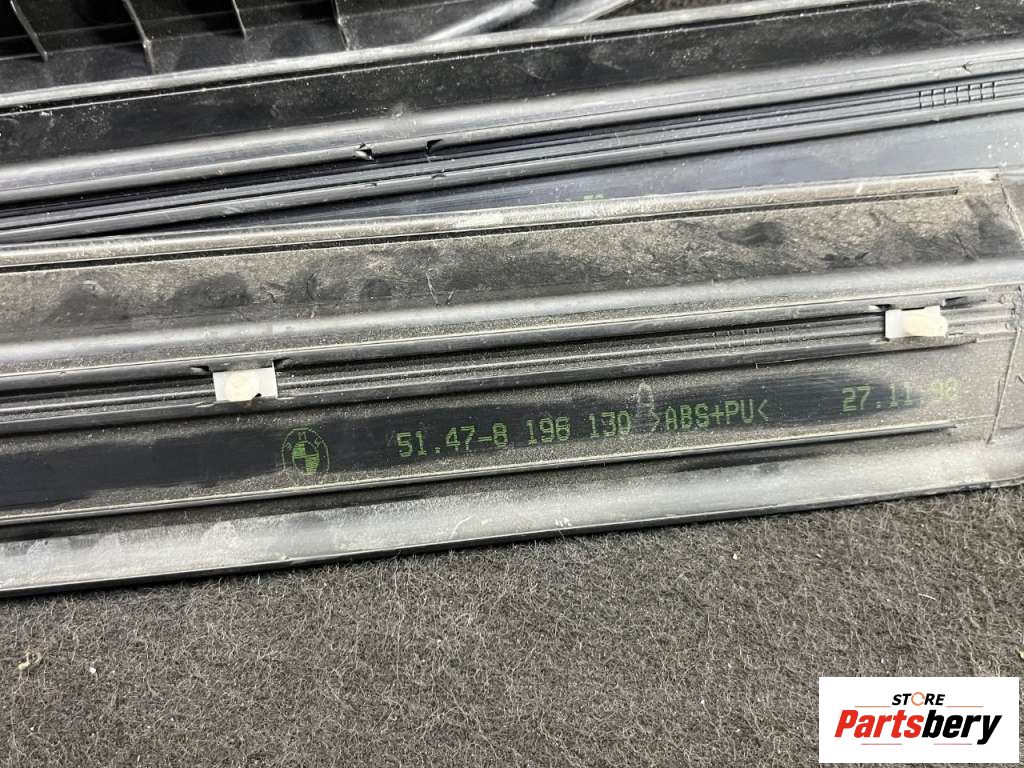 51.47-8 196 130 >ABS+PU< 27.11.98
STORE
Partsbery